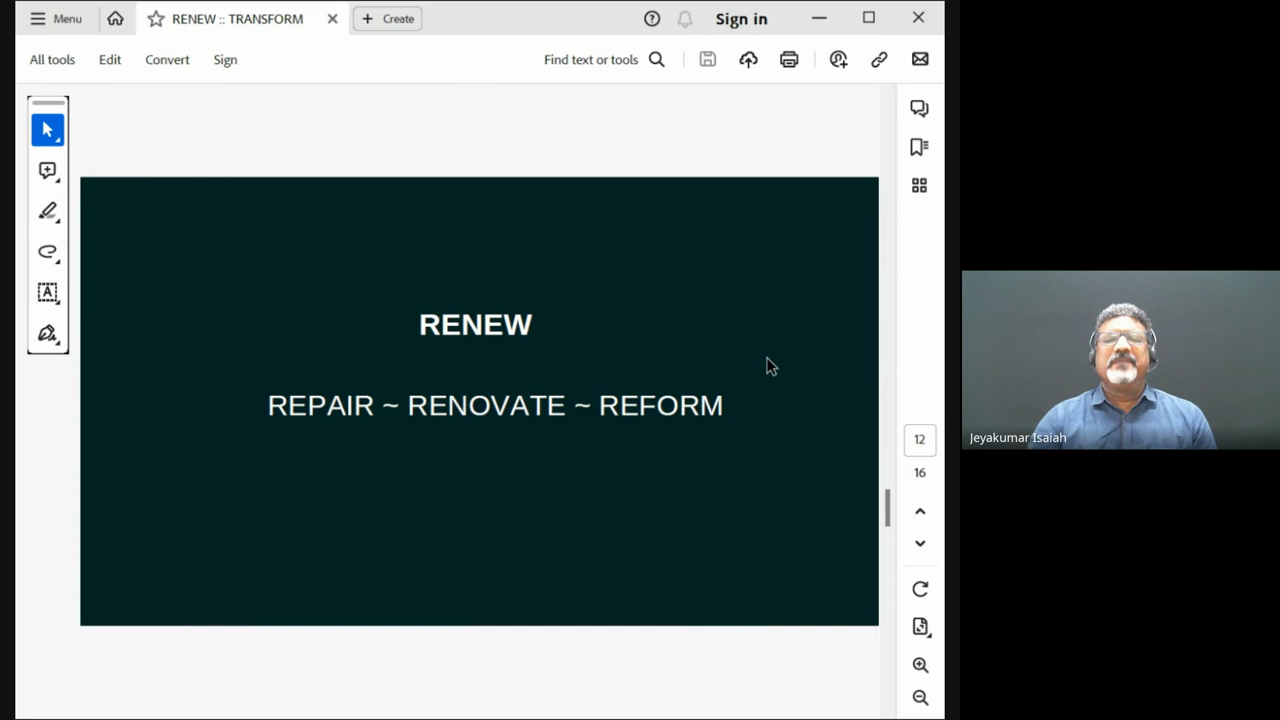 Menu
RENEW :: TRANSFORM
Create
Sign in
All tools
Edit
Convert
Sign
Find text or tools
RENEW
REPAIR ~ RENOVATE ~ REFORM
12
16
Jeyakumar Isaiah